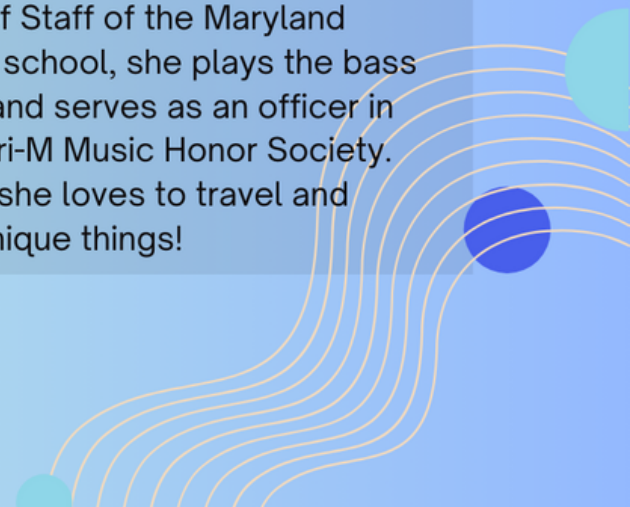 f Staff of the Maryland
school, she plays the bass
and serves as an officer in
ri-M Music Honor Society.
she loves to travel and
nique things!